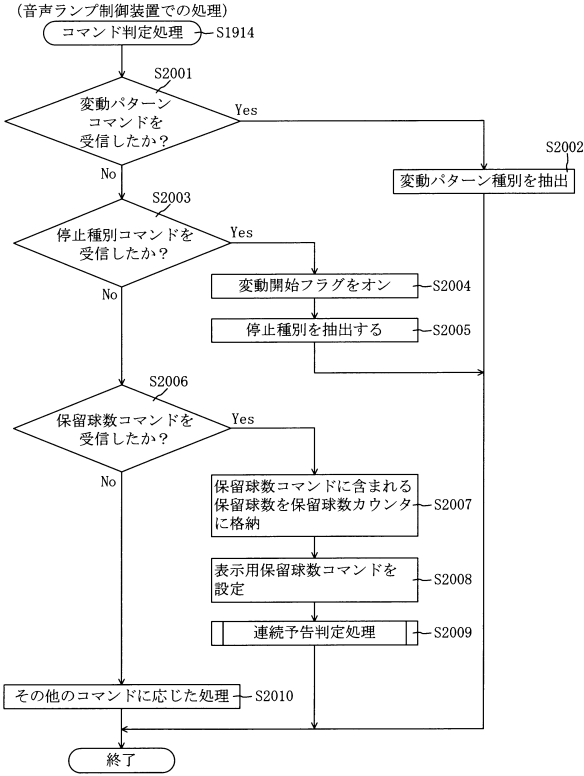 (音声ランプ制御装置での処理)
コマンド判定処理
S1914
S2001
変動パターン
コマンドを
受信したか?
Yes
No
S2002
変動パターン種別を抽出
S2003
停止種別コマンドを
受信したか?
Yes
No
変動開始フラグをオン
S2004
停止種別を抽出する
S2005
S2006
保留球数コマンドを
受信したか?
Yes
No
保留球数コマンドに含まれる
保留球数を保留球数カウンタ
に格納
S2007
表示用保留球数コマンドを
設定
S2008
連続予告判定処理
S2009
その他のコマンドに応じた処理
S2010
終了